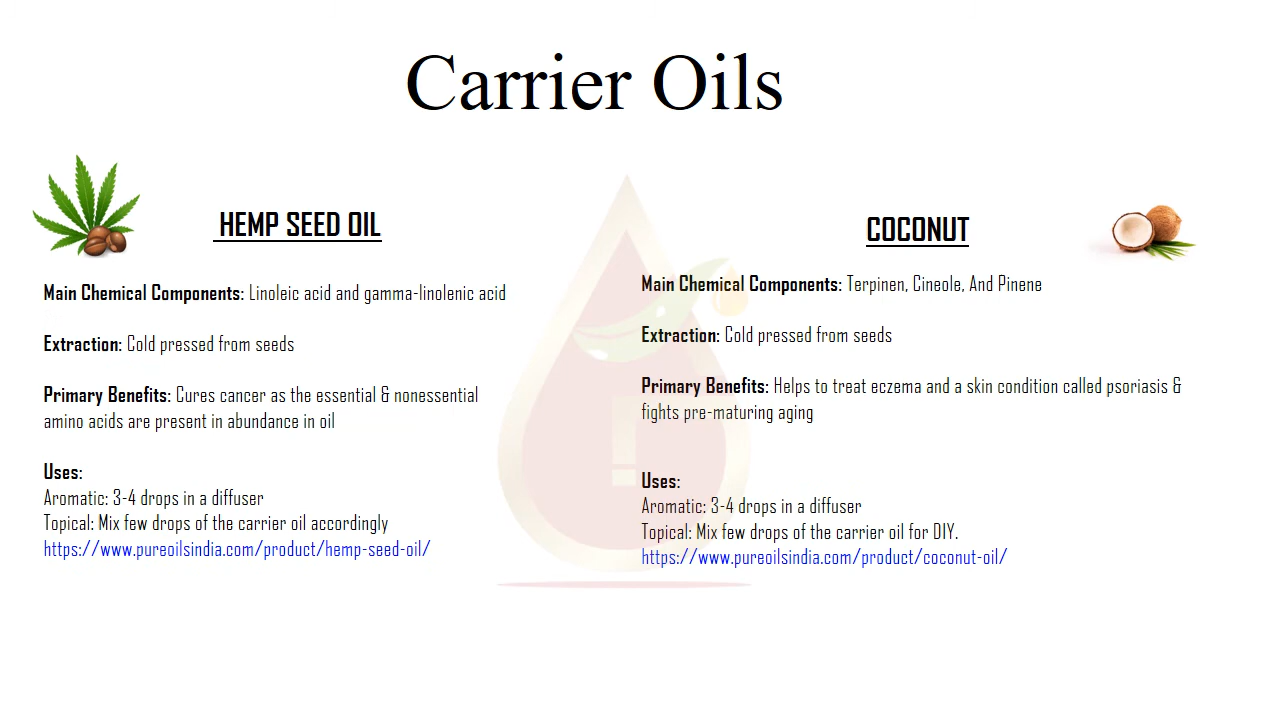 Carrier Oils
HEMP SEED OIL
Main Chemical Components: Linoleic acid and gamma-linolenic acid
Extraction: Cold pressed from seeds
Primary Benefits: Cures cancer as the essential & nonessential
amino acids are present in abundance in oil
Uses:
Aromatic: 3-4 drops in a diffuser
Topical: Mix few drops of the carrier oil accordingly
https://www.pureoilsindia.com/product/hemp-seed-oil/
COCONUT
Main Chemical Components: Terpinen, Cineole, And Pinene
Extraction: Cold pressed from seeds
Primary Benefits: Helps to treat eczema and a skin condition called psoriasis &
fights pre-maturing aging
Uses:
Aromatic: 3-4 drops in a diffuser
Topical: Mix few drops of the carrier oil for DIY.
https://www.pureoilsindia.com/product/coconut-oil/